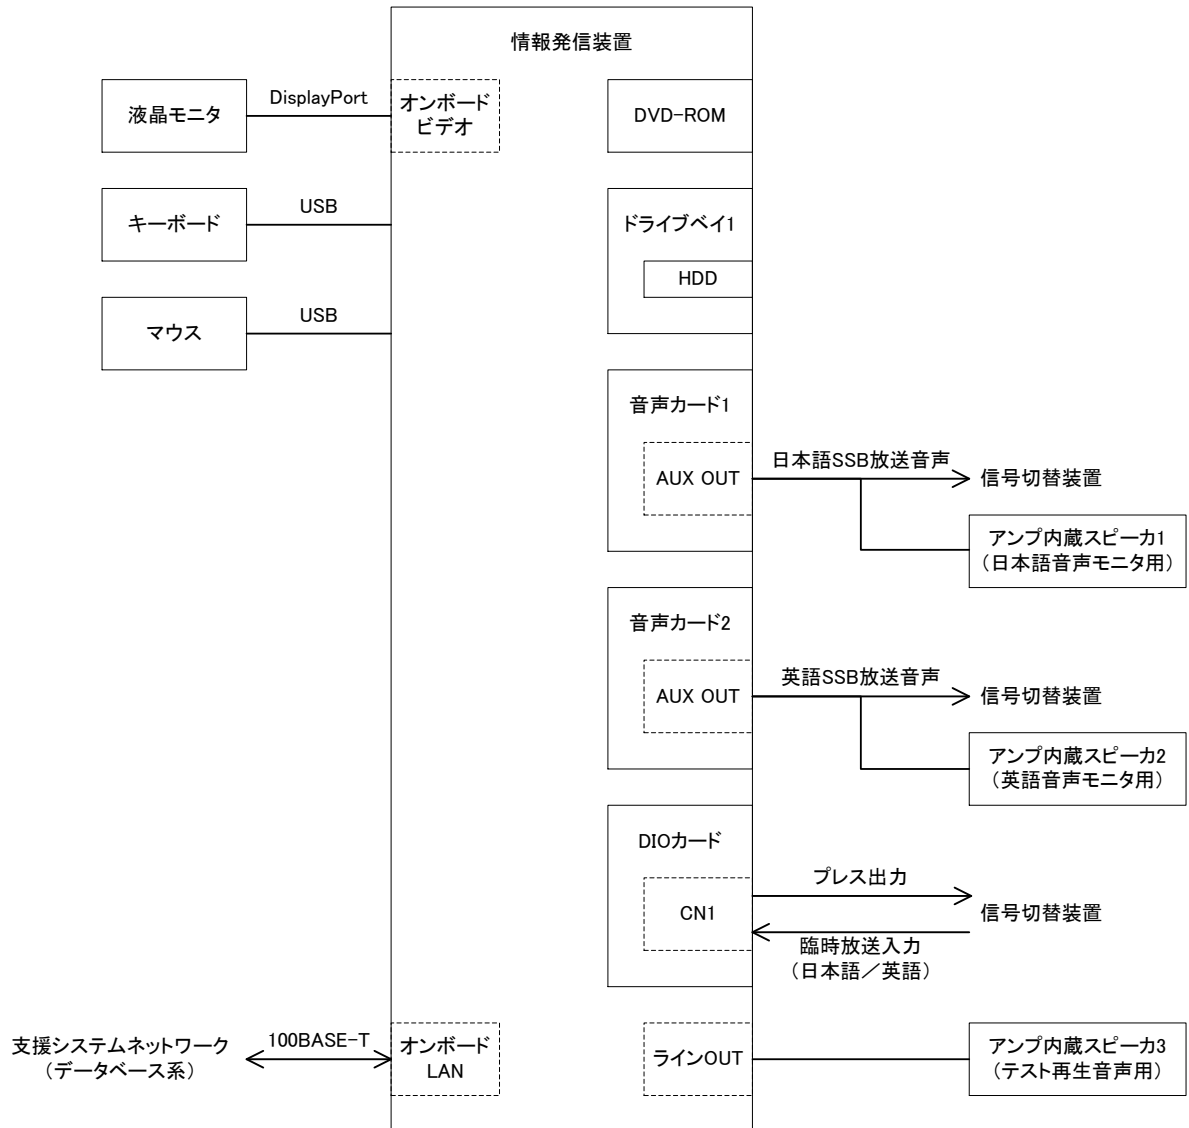 情報発信装置
液晶モニタ
DisplayPort
オンボード
ビデオ
DVD-ROM
キーボード
USB
ドライブベイ1
HDD
マウス
USB
音声カード1
AUX OUT
日本語SSB放送音声
信号切替装置
アンプ内蔵スピーカ1
（日本語音声モニタ用）
音声カード2
AUX OUT
英語SSB放送音声
信号切替装置
アンプ内蔵スピーカ2
（英語音声モニタ用）
DIOカード
CN1
プレス出力
信号切替装置
臨時放送入力
（日本語／英語）
支援システムネットワーク
（データベース系）
100BASE-T
オンボード
LAN
ラインOUT
アンプ内蔵スピーカ3
（テスト再生音声用）